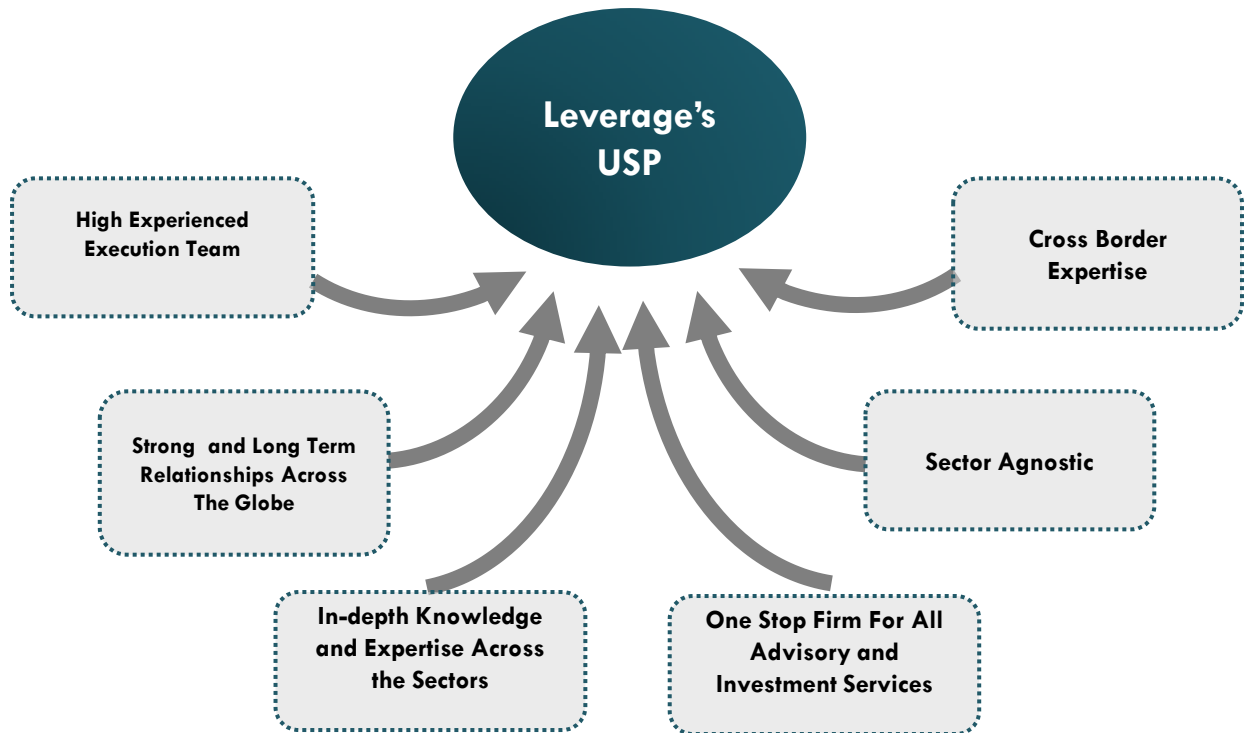 Leverage’s
USP
High Experienced
Execution Team
Cross Border
Expertise
Strong  and Long Term
Relationships Across
The Globe
Sector Agnostic
In-depth Knowledge
and Expertise Across
the Sectors
One Stop Firm For All
Advisory and
Investment Services